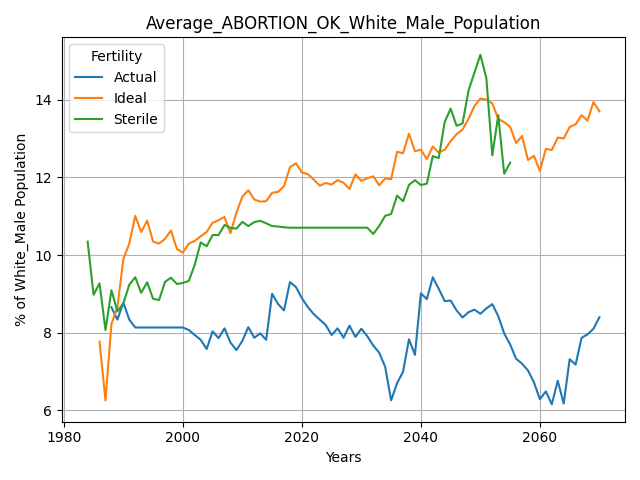 Average_ABORTION_OK_White_Male_Population
Fertility
Actual
Ideal
Sterile
% of White_Male Population
14
12
10
8
6
1980 2000 2020 2040 2060
Years